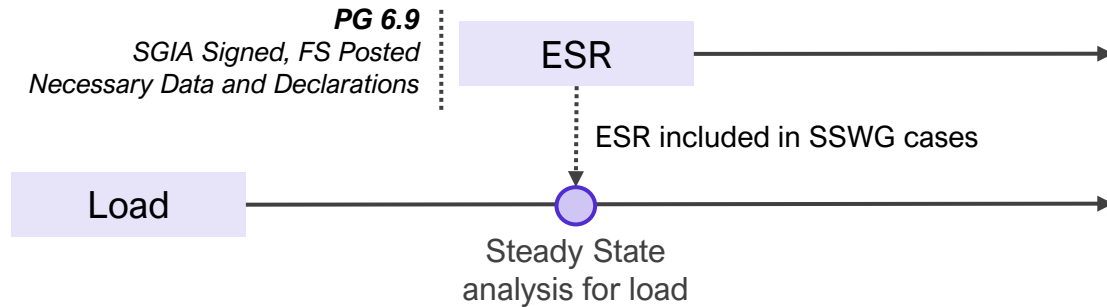 PG 6.9
SGIA Signed, FS Posted
Necessary Data and Declarations
ESR
ESR included in SSWG cases
Load
Steady State
analysis for load